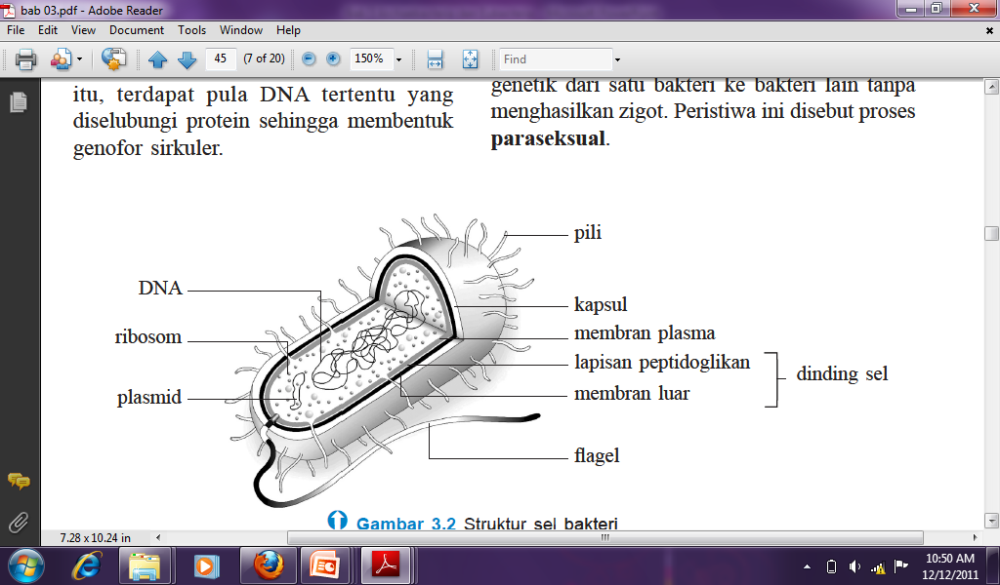 bab 03.pdf - Adobe Reader
File Edit View Document Tools Window Help
45 (7 of 20) 150% Find
itu, terdapat pula DNA tertentu yang
diselubungi protein sehingga membentuk
genofor sirkuler.
genetik dari satu bakteri ke bakteri lain tanpa
menghasilkan zigot. Peristiwa ini disebut proses
paraseksual.
DNA
ribosom
plasmid
pili
kapsul
membran plasma
lapisan peptidoglikan
membran luar
dinding sel
flagel
Gambar 3.2 Struktur sel bakteri
7.28 x 10.24 in
10:50 AM
12/12/2011